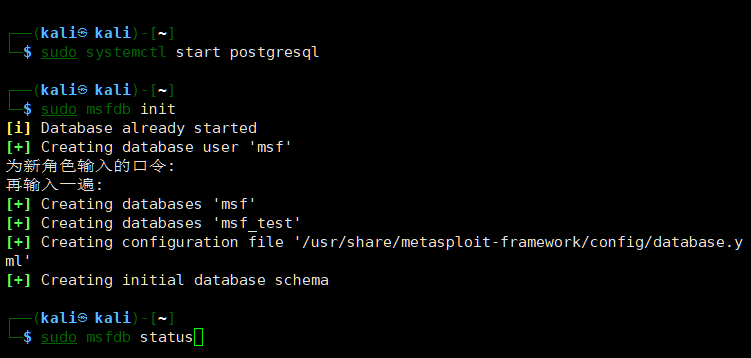 ┌──(kali㉿ kali)-[~]
└─$ sudo systemctl start postgresql
┌──(kali㉿ kali)-[~]
└─$ sudo msfdb init
[i] Database already started
[+] Creating database user 'msf'
为新角色输入的口令:
再输入一遍:
[+] Creating databases 'msf'
[+] Creating databases 'msf_test'
[+] Creating configuration file '/usr/share/metasploit-framework/config/database.y
ml'
[+] Creating initial database schema
┌──(kali㉿ kali)-[~]
└─$ sudo msfdb status